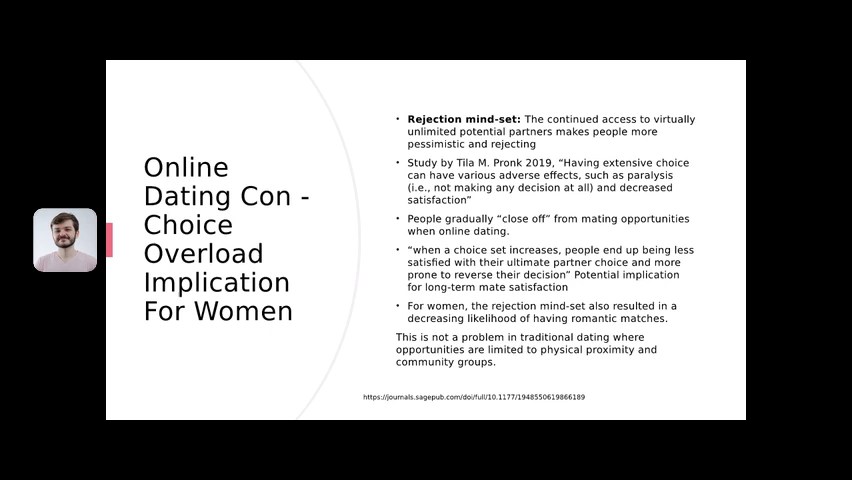 Online
Dating Con -
Choice
Overload
Implication
For Women
• Rejection mind-set: The continued access to virtually
unlimited potential partners makes people more
pessimistic and rejecting
• Study by Tila M. Pronk 2019, “Having extensive choice
can have various adverse effects, such as paralysis
(i.e., not making any decision at all) and decreased
satisfaction”
• People gradually “close off” from mating opportunities
when online dating.
• “when a choice set increases, people end up being less
satisfied with their ultimate partner choice and more
prone to reverse their decision” Potential implication
for long-term mate satisfaction
• For women, the rejection mind-set also resulted in a
decreasing likelihood of having romantic matches.
This is not a problem in traditional dating where
opportunities are limited to physical proximity and
community groups.
https://journals.sagepub.com/doi/full/10.1177/1948550619866189